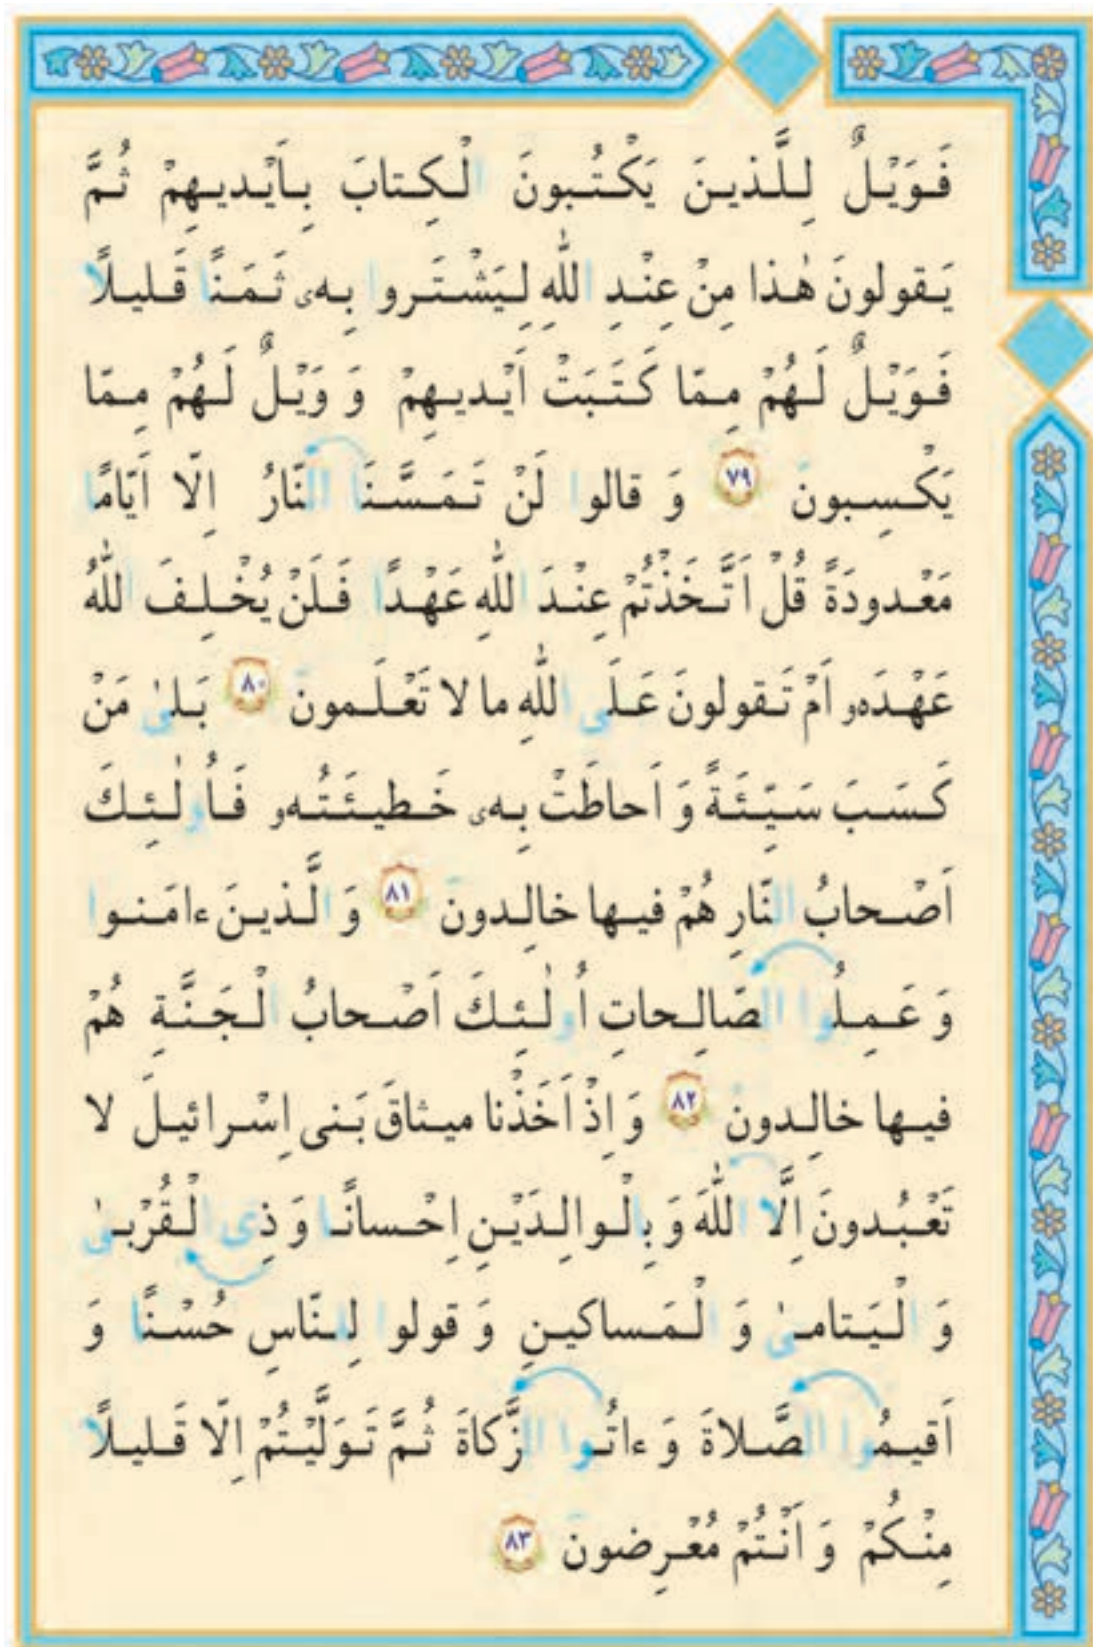 فَوَيْلٌ لِلَّذينَ يَكْتُبونَ الْكِتابَ بِاَيْديهِمْ ثُمَّ
يَقولونَ هٰذا مِنْ عِنْدِ اللّٰهِ لِيَشْتَروا بِه۪ى ثَمَنًا قَليلًا
فَوَيْلٌ لَهُمْ مِمّا كَتَبَتْ اَيْديهِمْ وَ وَيْلٌ لَهُمْ مِمّا
يَكْسِبونَ ٧٩ وَ قالوا لَنْ تَمَسَّنَا النّارُ اِلّا اَيّامًا
مَعْدودَةً قُلْ اَتَّخَذْتُمْ عِنْدَ اللّٰهِ عَهْدًا فَلَنْ يُخْلِفَ اللّٰهُ
عَهْدَهۥ اَمْ تَقولونَ عَلَى اللّٰهِ ما لا تَعْلَمونَ ٨٠ بَلىٰ مَنْ
كَسَبَ سَيِّئَةً وَ اَحاطَتْ بِهۦ خَطيئَتُهۥ فَاُولٰئِكَ
اَصْحابُ النّارِ هُمْ فيها خالِدونَ ٨١ وَ الَّذينَ ءامَنوا
وَ عَمِلُوا الصّالِحاتِ اُولٰئِكَ اَصْحابُ الْجَنَّةِ هُمْ
فيها خالِدونَ ٨٢ وَ اِذْ اَخَذْنا ميثاقَ بَنى اِسْرائيلَ لا
تَعْبُدونَ اِلَّا اللّٰهَ وَ بِالْوالِدَيْنِ اِحْسانًا وَ ذِى الْقُرْبىٰ
وَ الْيَتامىٰ وَ الْمَساكينِ وَ قولوا لِلنّاسِ حُسْنًا وَ
اَقيمُوا الصَّلاةَ وَ ءاتُوا الزَّكاةَ ثُمَّ تَوَلَّيْتُمْ اِلّا قَليلًا
مِنْكُمْ وَ اَنْتُمْ مُعْرِضونَ ٨٣